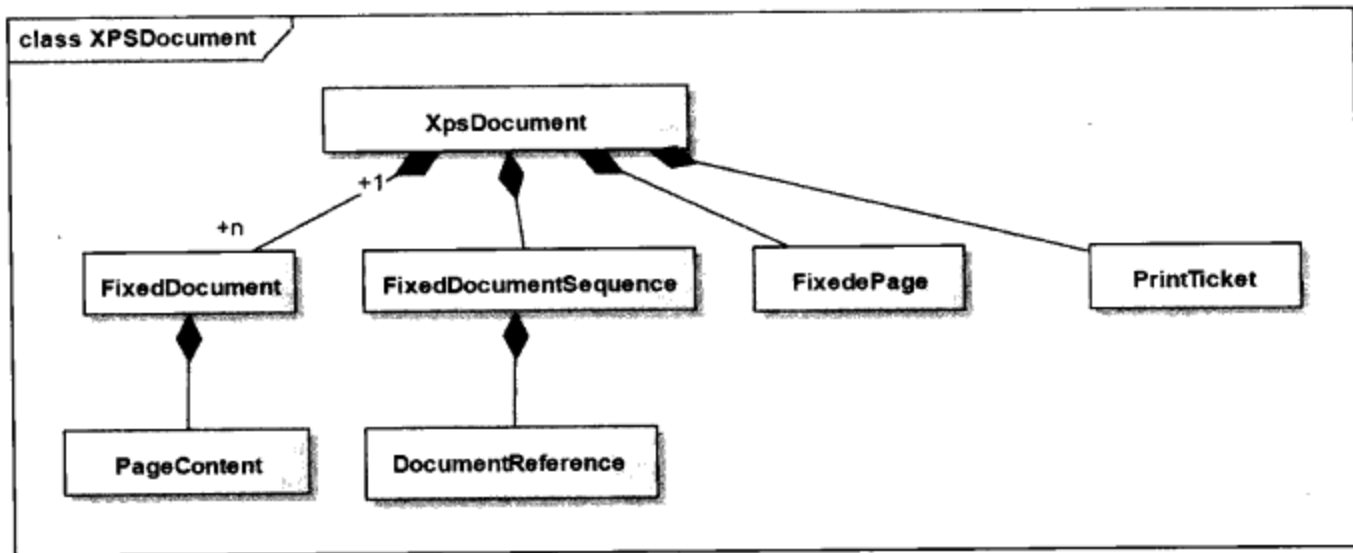 class XPSDocument
XpsDocument
+1
+n
FixedDocument
FixedDocumentSequence
FixedePage
PrintTicket
PageContent
DocumentReference